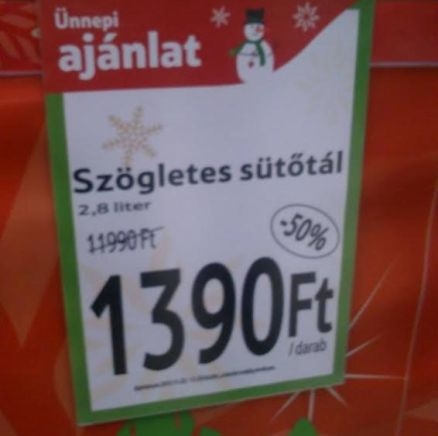 Ünnepi
ajánlat
Szögletes sütőtál
2,8 liter
11990 Ft
-50%
1390Ft
/ darab